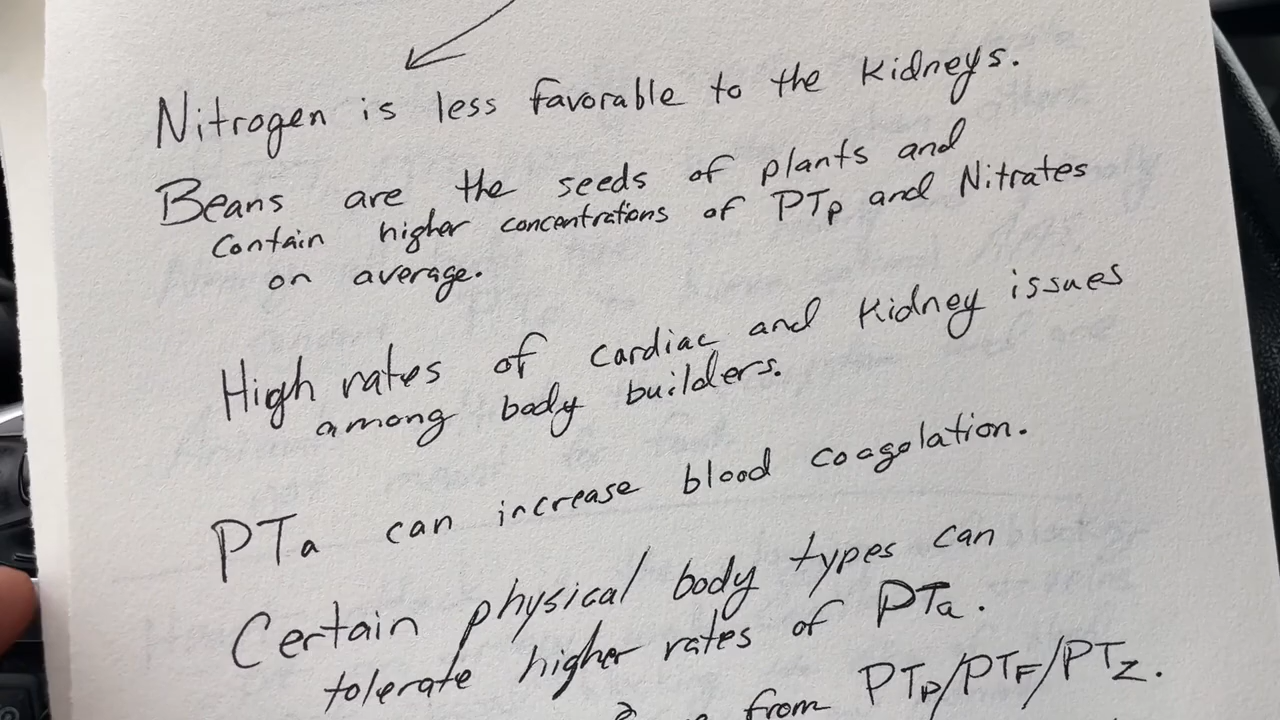 Nitrogen is less favorable to the Kidneys.
Beans are the seeds of plants and
contain higher concentrations of PTp and Nitrates
on average.
High rates of cardiac and Kidney issues
among body builders.
PTa can increase blood coagolation.
Certain physical body types can
tolerate higher rates of PTa.
from PTp/PTF/PTZ.